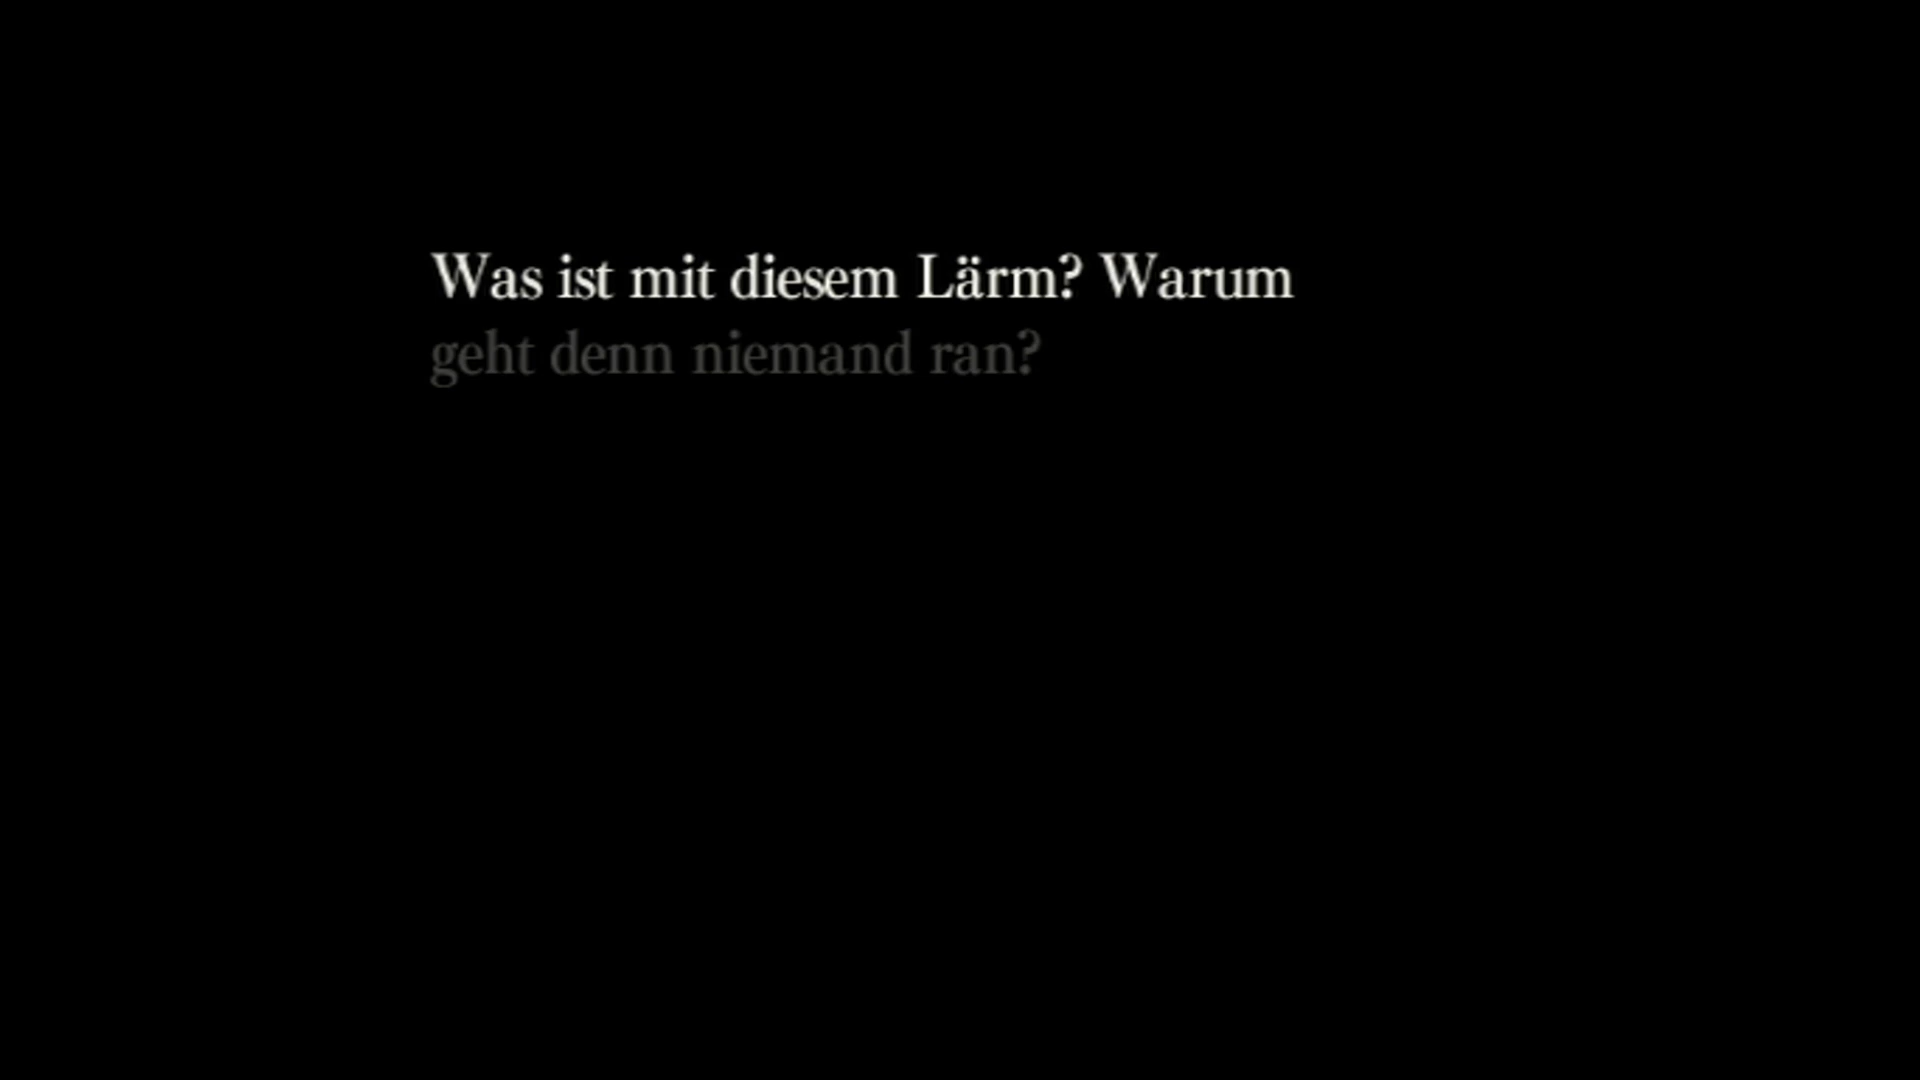 Was ist mit diesem Lärm? Warum
geht denn niemand ran?